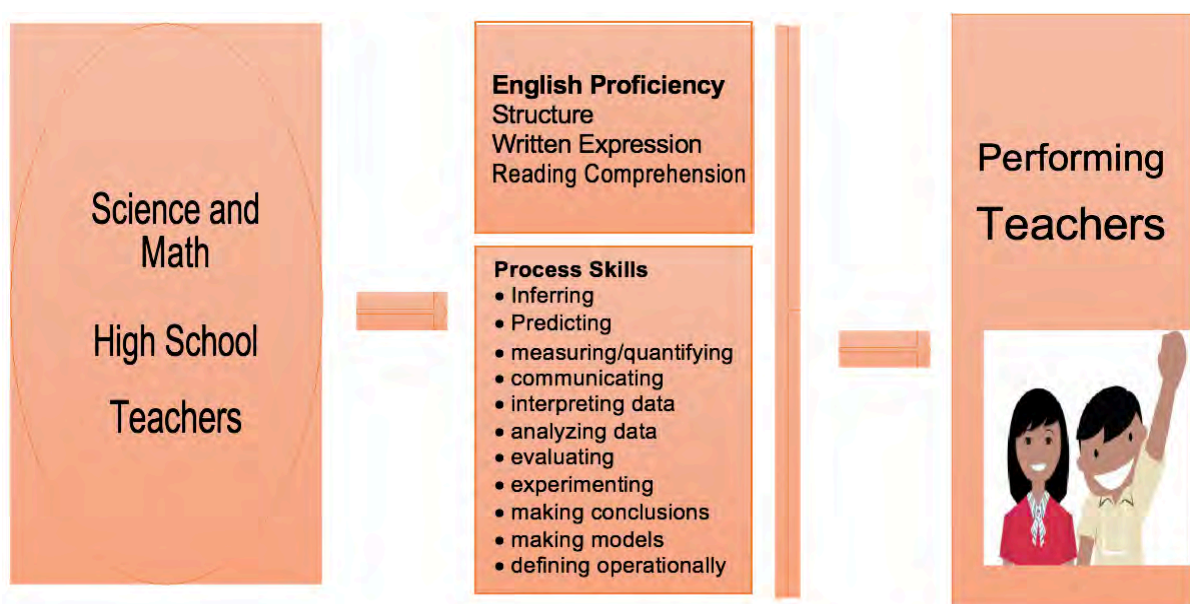 Science and
Math
High School
Teachers
English Proficiency
Structure
Written Expression
Reading Comprehension
Process Skills
• Inferring
• Predicting
• measuring/quantifying
• communicating
• interpreting data
• analyzing data
• evaluating
• experimenting
• making conclusions
• making models
• defining operationally
Performing
Teachers